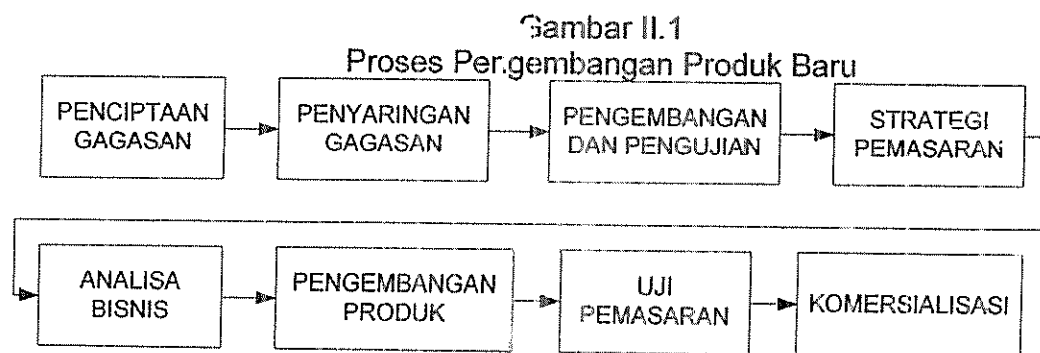 Gambar II.1
Proses Pengembangan Produk Baru
PENCIPTAAN
GAGASAN
PENYARINGAN
GAGASAN
PENGEMBANGAN
DAN PENGUJIAN
STRATEGI
PEMASARAN
ANALISA
BISNIS
PENGEMBANGAN
PRODUK
UJI
PEMASARAN
KOMERSIALISASI